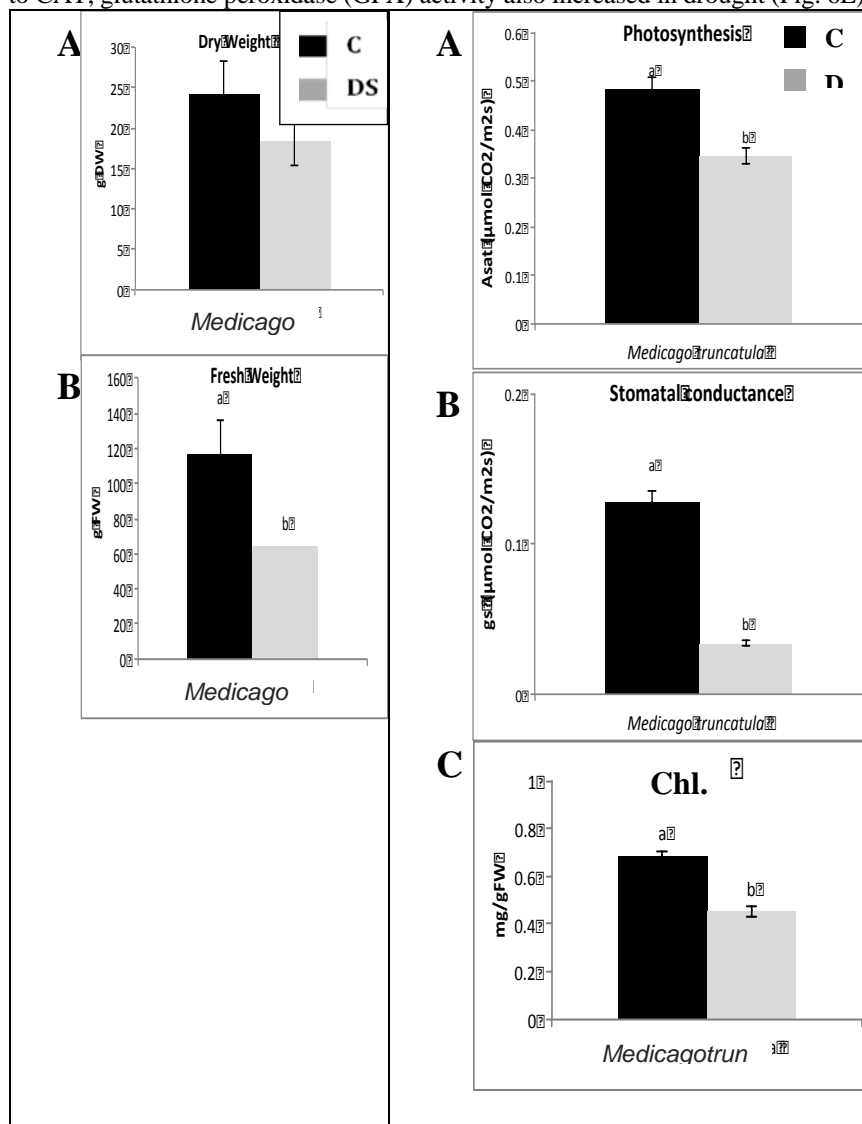 to CAT, glutathione peroxidase (GPX) activity also increased in drought (Fig. 8E)
A
Dry Weight
C
DS
30
25
20
15
10
5
0
g DW
Medicago
B
Fresh Weight
160
140
120
100
80
60
40
20
0
g FW
a
b
Medicago
A
Photosynthesis
C
D
0.6
0.5
0.4
0.3
0.2
0.1
0
Asat (µmol CO2/m2s)
a
b
Medicago truncatula
B
Stomatal conductance
0.2
0.1
0
gs (µmol CO2/m2s)
a
b
Medicago truncatula
C
Chl.
1
0.8
0.6
0.4
0.2
0
mg/gFW
a
b
Medicagotrun